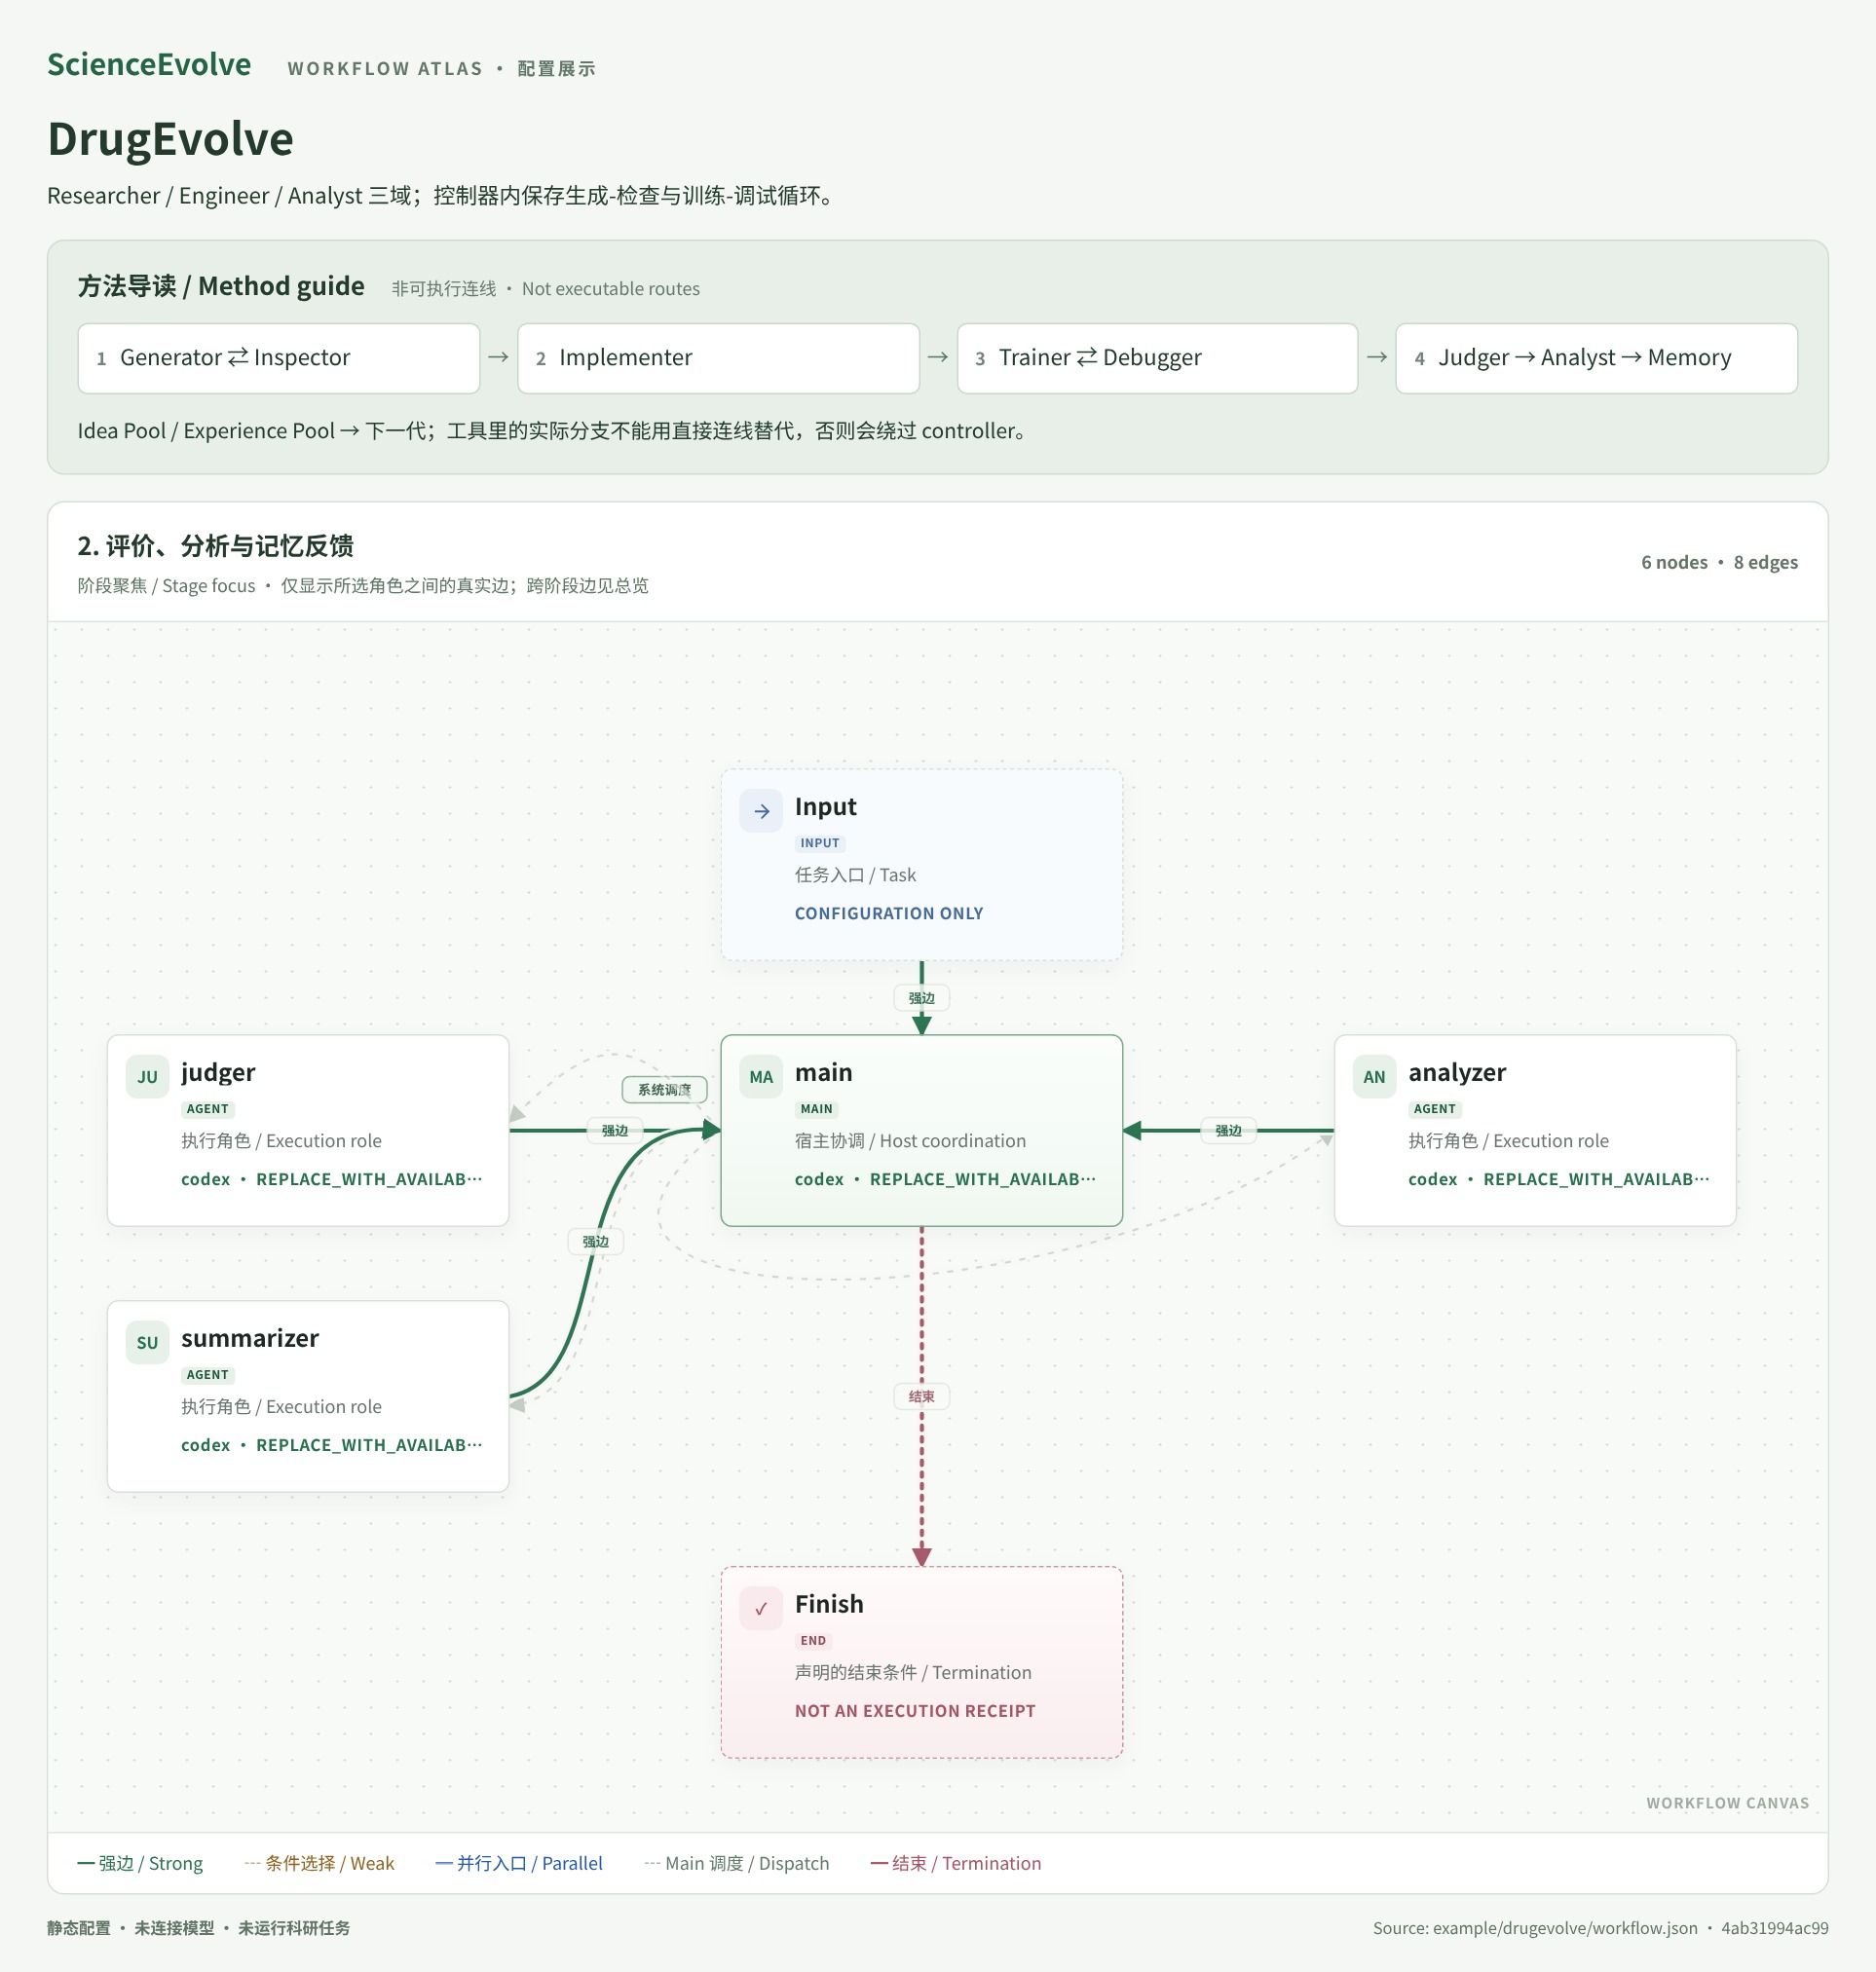 ScienceEvolve WORKFLOW ATLAS • 配置展示
DrugEvolve
Researcher / Engineer / Analyst 三域；控制器内保存生成-检查与训练-调试循环。
方法导读 / Method guide 非可执行连线 • Not executable routes
1 Generator ⇄ Inspector → 2 Implementer → 3 Trainer ⇄ Debugger → 4 Judger → Analyst → Memory
Idea Pool / Experience Pool → 下一代；工具里的实际分支不能用直接连线替代，否则会绕过 controller。
2. 评价、分析与记忆反馈
6 nodes • 8 edges
阶段聚焦 / Stage focus • 仅显示所选角色之间的真实边；跨阶段边见总览
→ Input
INPUT
任务入口 / Task
CONFIGURATION ONLY
强边
JU judger
AGENT
执行角色 / Execution role
codex • REPLACE_WITH_AVAILAB…
系统调度
强边
MA main
MAIN
宿主协调 / Host coordination
codex • REPLACE_WITH_AVAILAB…
强边
AN analyzer
AGENT
执行角色 / Execution role
codex • REPLACE_WITH_AVAILAB…
强边
SU summarizer
AGENT
执行角色 / Execution role
codex • REPLACE_WITH_AVAILAB…
结束
✓ Finish
END
声明的结束条件 / Termination
NOT AN EXECUTION RECEIPT
WORKFLOW CANVAS
强边 / Strong 条件选择 / Weak 并行入口 / Parallel Main 调度 / Dispatch 结束 / Termination
静态配置 • 未连接模型 • 未运行科研任务
Source: example/drugevolve/workflow.json • 4ab31994ac99